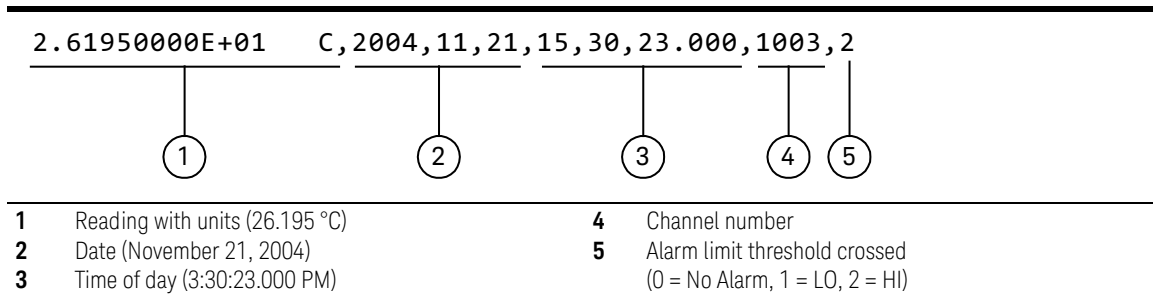 2.61950000E+01 C,2004,11,21,15,30,23.000,1003,2
1 2 3 4 5
1 Reading with units (26.195 °C)
2 Date (November 21, 2004)
3 Time of day (3:30:23.000 PM)
4 Channel number
5 Alarm limit threshold crossed
(0 = No Alarm, 1 = LO, 2 = HI)